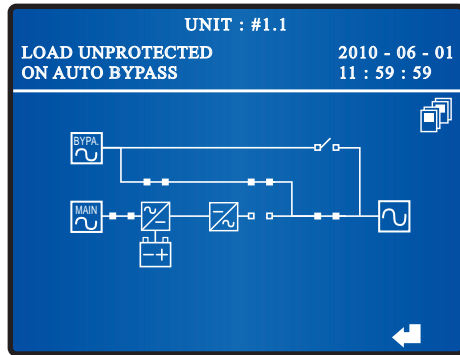 UNIT : #1.1
LOAD UNPROTECTED 2010 - 06 - 01
ON AUTO BYPASS 11 : 59 : 59
BYPA.
MAIN